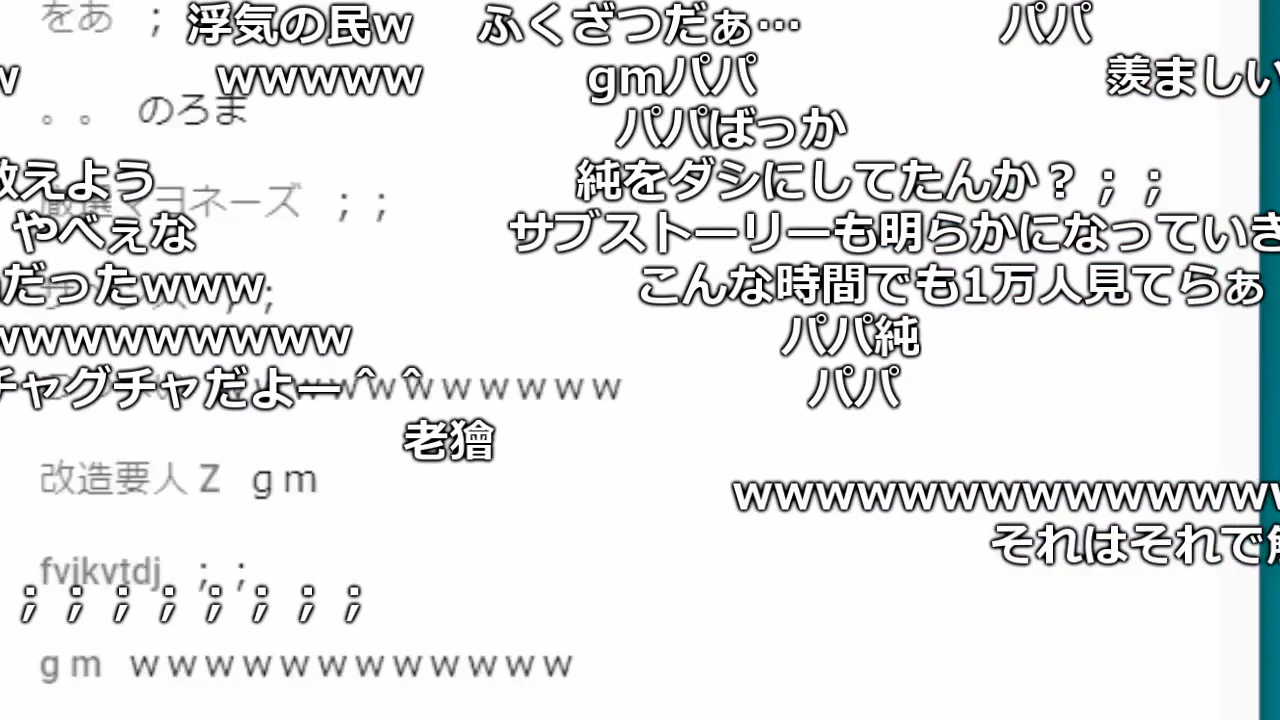 をあ ；
浮気の民w ふくざつだぁ… パパ
w wwwww gmパパ 羨ましい
。。 のろま
パパばっか
教えよう 純をダシにしてたんか？；；
マヨネーズ ；；
やべぇな サブストーリーも明らかになっていき
だったwww こんな時間でも1万人見てらぁ
wwwwwwwwww パパ純
チャグチャだよー＾＾ パパ
ｗｗｗｗｗｗｗｗｗ
老獪
改造要人Z gm
wwwwwwwwwwwwwww
それはそれで
fvjkvtdj ；；
；；；；；；；；
gm ｗｗｗｗｗｗｗｗｗｗｗｗ